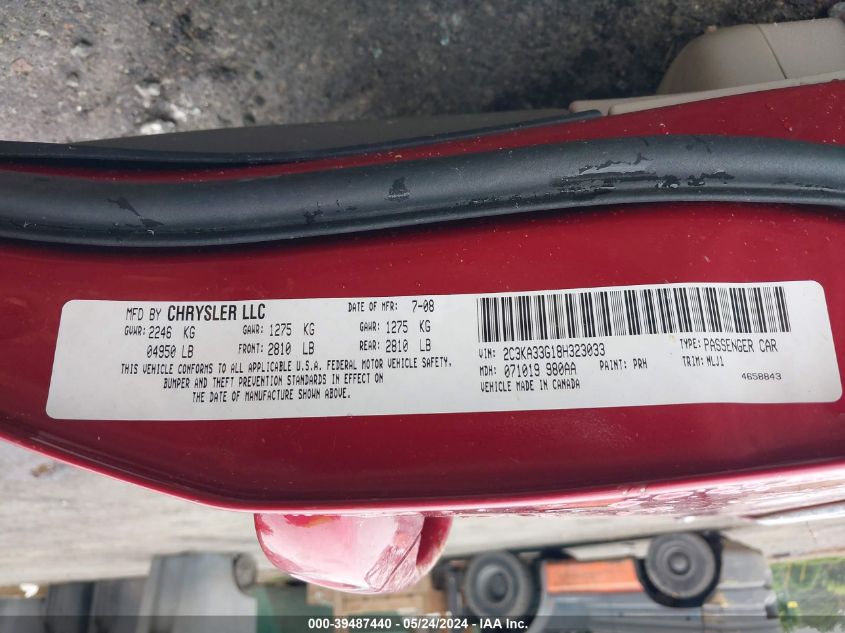 MFD BY CHRYSLER LLC DATE OF MFR: 7-08
GVWR: 2246 KG GAWR: 1275 KG GAWR: 1275 KG
04950 LB FRONT: 2810 LB REAR: 2810 LB
THIS VEHICLE CONFORMS TO ALL APPLICABLE U.S.A. FEDERAL MOTOR VEHICLE SAFETY,
BUMPER AND THEFT PREVENTION STANDARDS IN EFFECT ON
THE DATE OF MANUFACTURE SHOWN ABOVE.
VIN: 2C3KA33G18H323033 TYPE: PASSENGER CAR
MDH: 071019 980AA PAINT: PRH TRIM: MLJ1
VEHICLE MADE IN CANADA 4658843
000-39487440 - 05/24/2024 - IAA Inc.